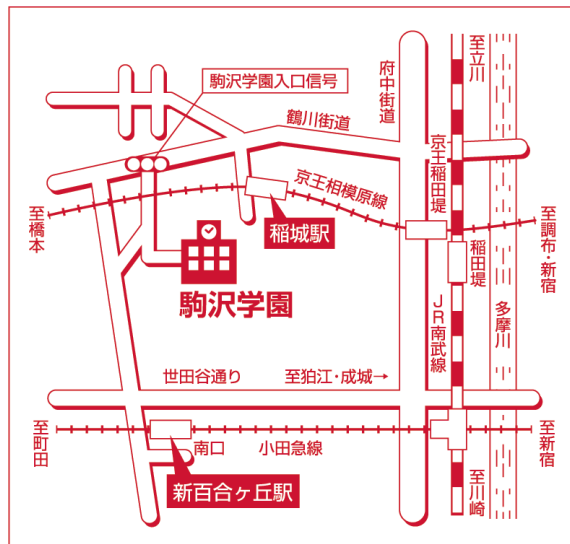 駒沢学園入口信号
鶴川街道
府中街道
至立川
京王稲田堤
京王相模原線
至橋本
稲城駅
至調布・新宿
稲田堤
駒沢学園
JR南武線
多摩川
世田谷通り
至狛江・成城→
至町田
南口
小田急線
至新宿
新百合ヶ丘駅
至川崎